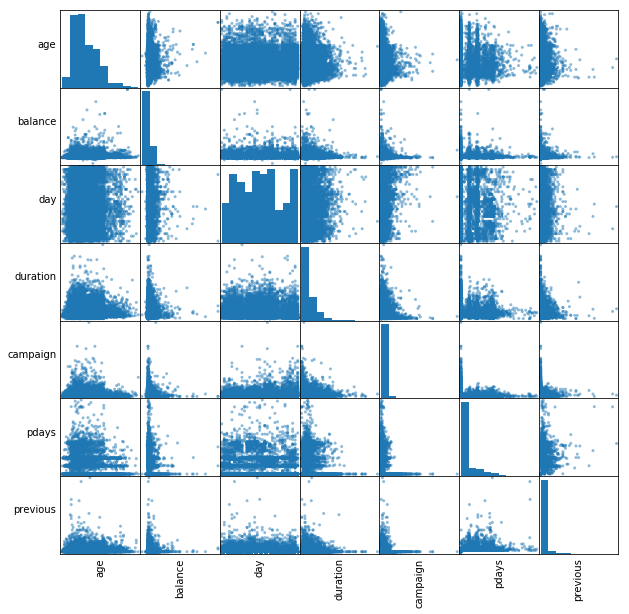 age
balance
day
duration
campaign
pdays
previous
age
balance
day
duration
campaign
pdays
previous